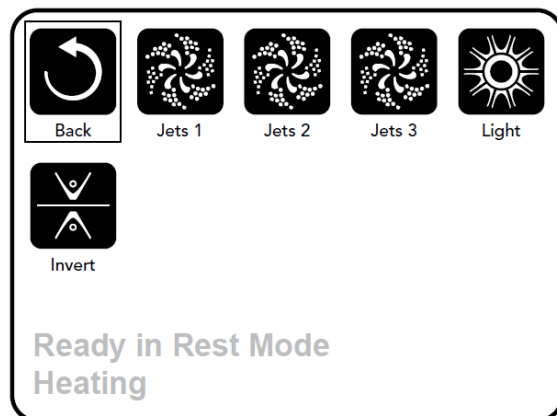 Back Jets 1 Jets 2 Jets 3 Light
Invert
Ready in Rest Mode
Heating